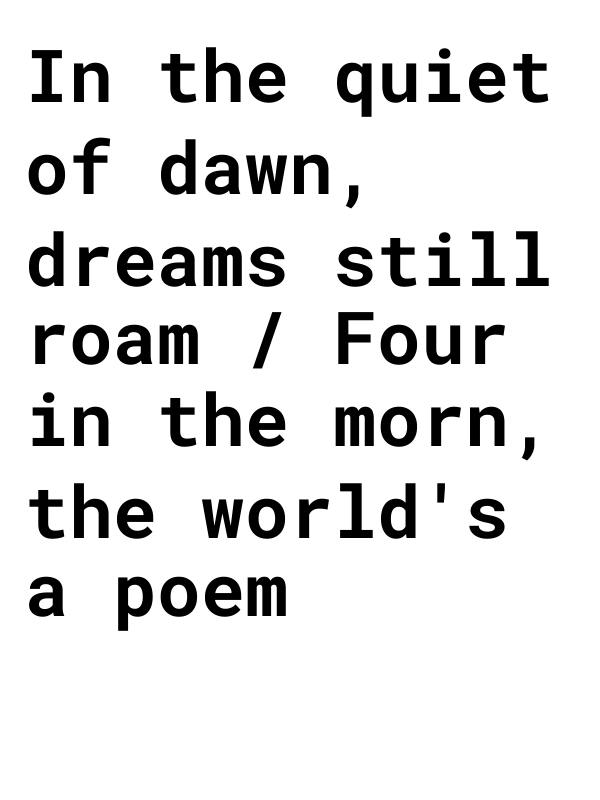 In the quiet
of dawn,
dreams still
roam / Four
in the morn,
the world's
a poem